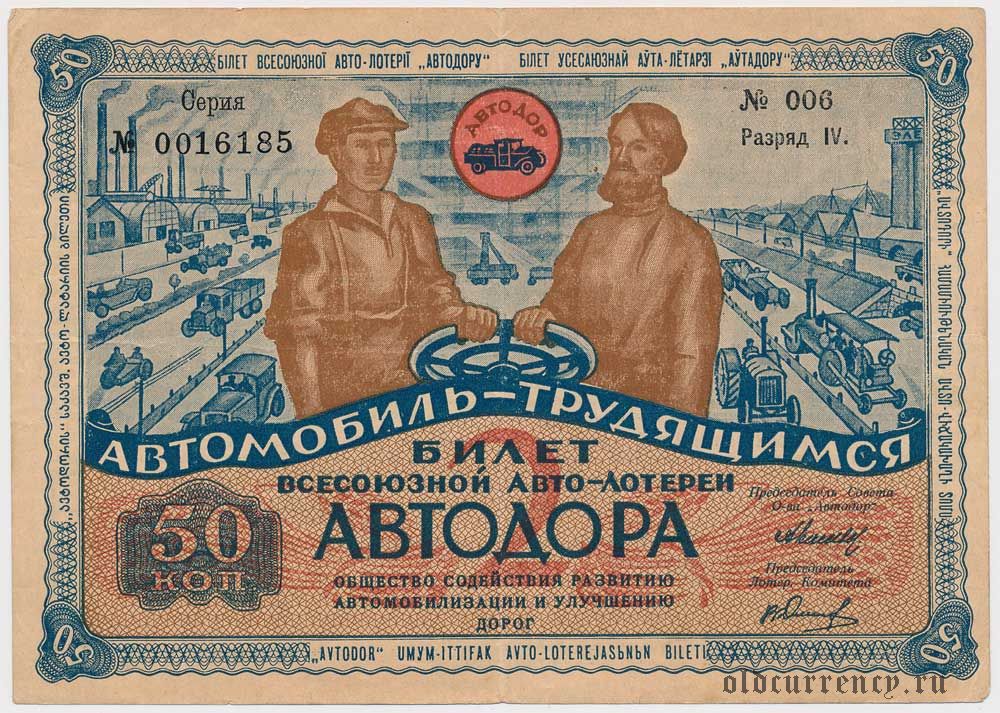 50
БІЛЕТ ВСЕСОЮЗНОЇ АВТО-ЛОТЕРІЇ „АВТОДОРУ“ БІЛЕТ УСЕСАЮЗНАЙ АЎТА-ЛЁТАРЭІ „АЎТАДОРУ“
50
Серия
№ 0016185
АВТОДОР
№ 006
Разряд IV.
АВТОМОБИЛЬ–ТРУДЯЩИМСЯ
БИЛЕТ
ВСЕСОЮЗНОЙ АВТО-ЛОТЕРЕИ
АВТОДОРА
50
КОП
ОБЩЕСТВО СОДЕЙСТВИЯ РАЗВИТИЮ
АВТОМОБИЛИЗАЦИИ И УЛУЧШЕНИЮ
ДОРОГ
Председатель Совета
О-ва „Автодор“
Председатель
Лотер. Комитета
50
„AVTODOR“ UMUM-ITTIFAK AVTO-LOTEREJASЬNЬN BILETI
50
oldcurrency.ru